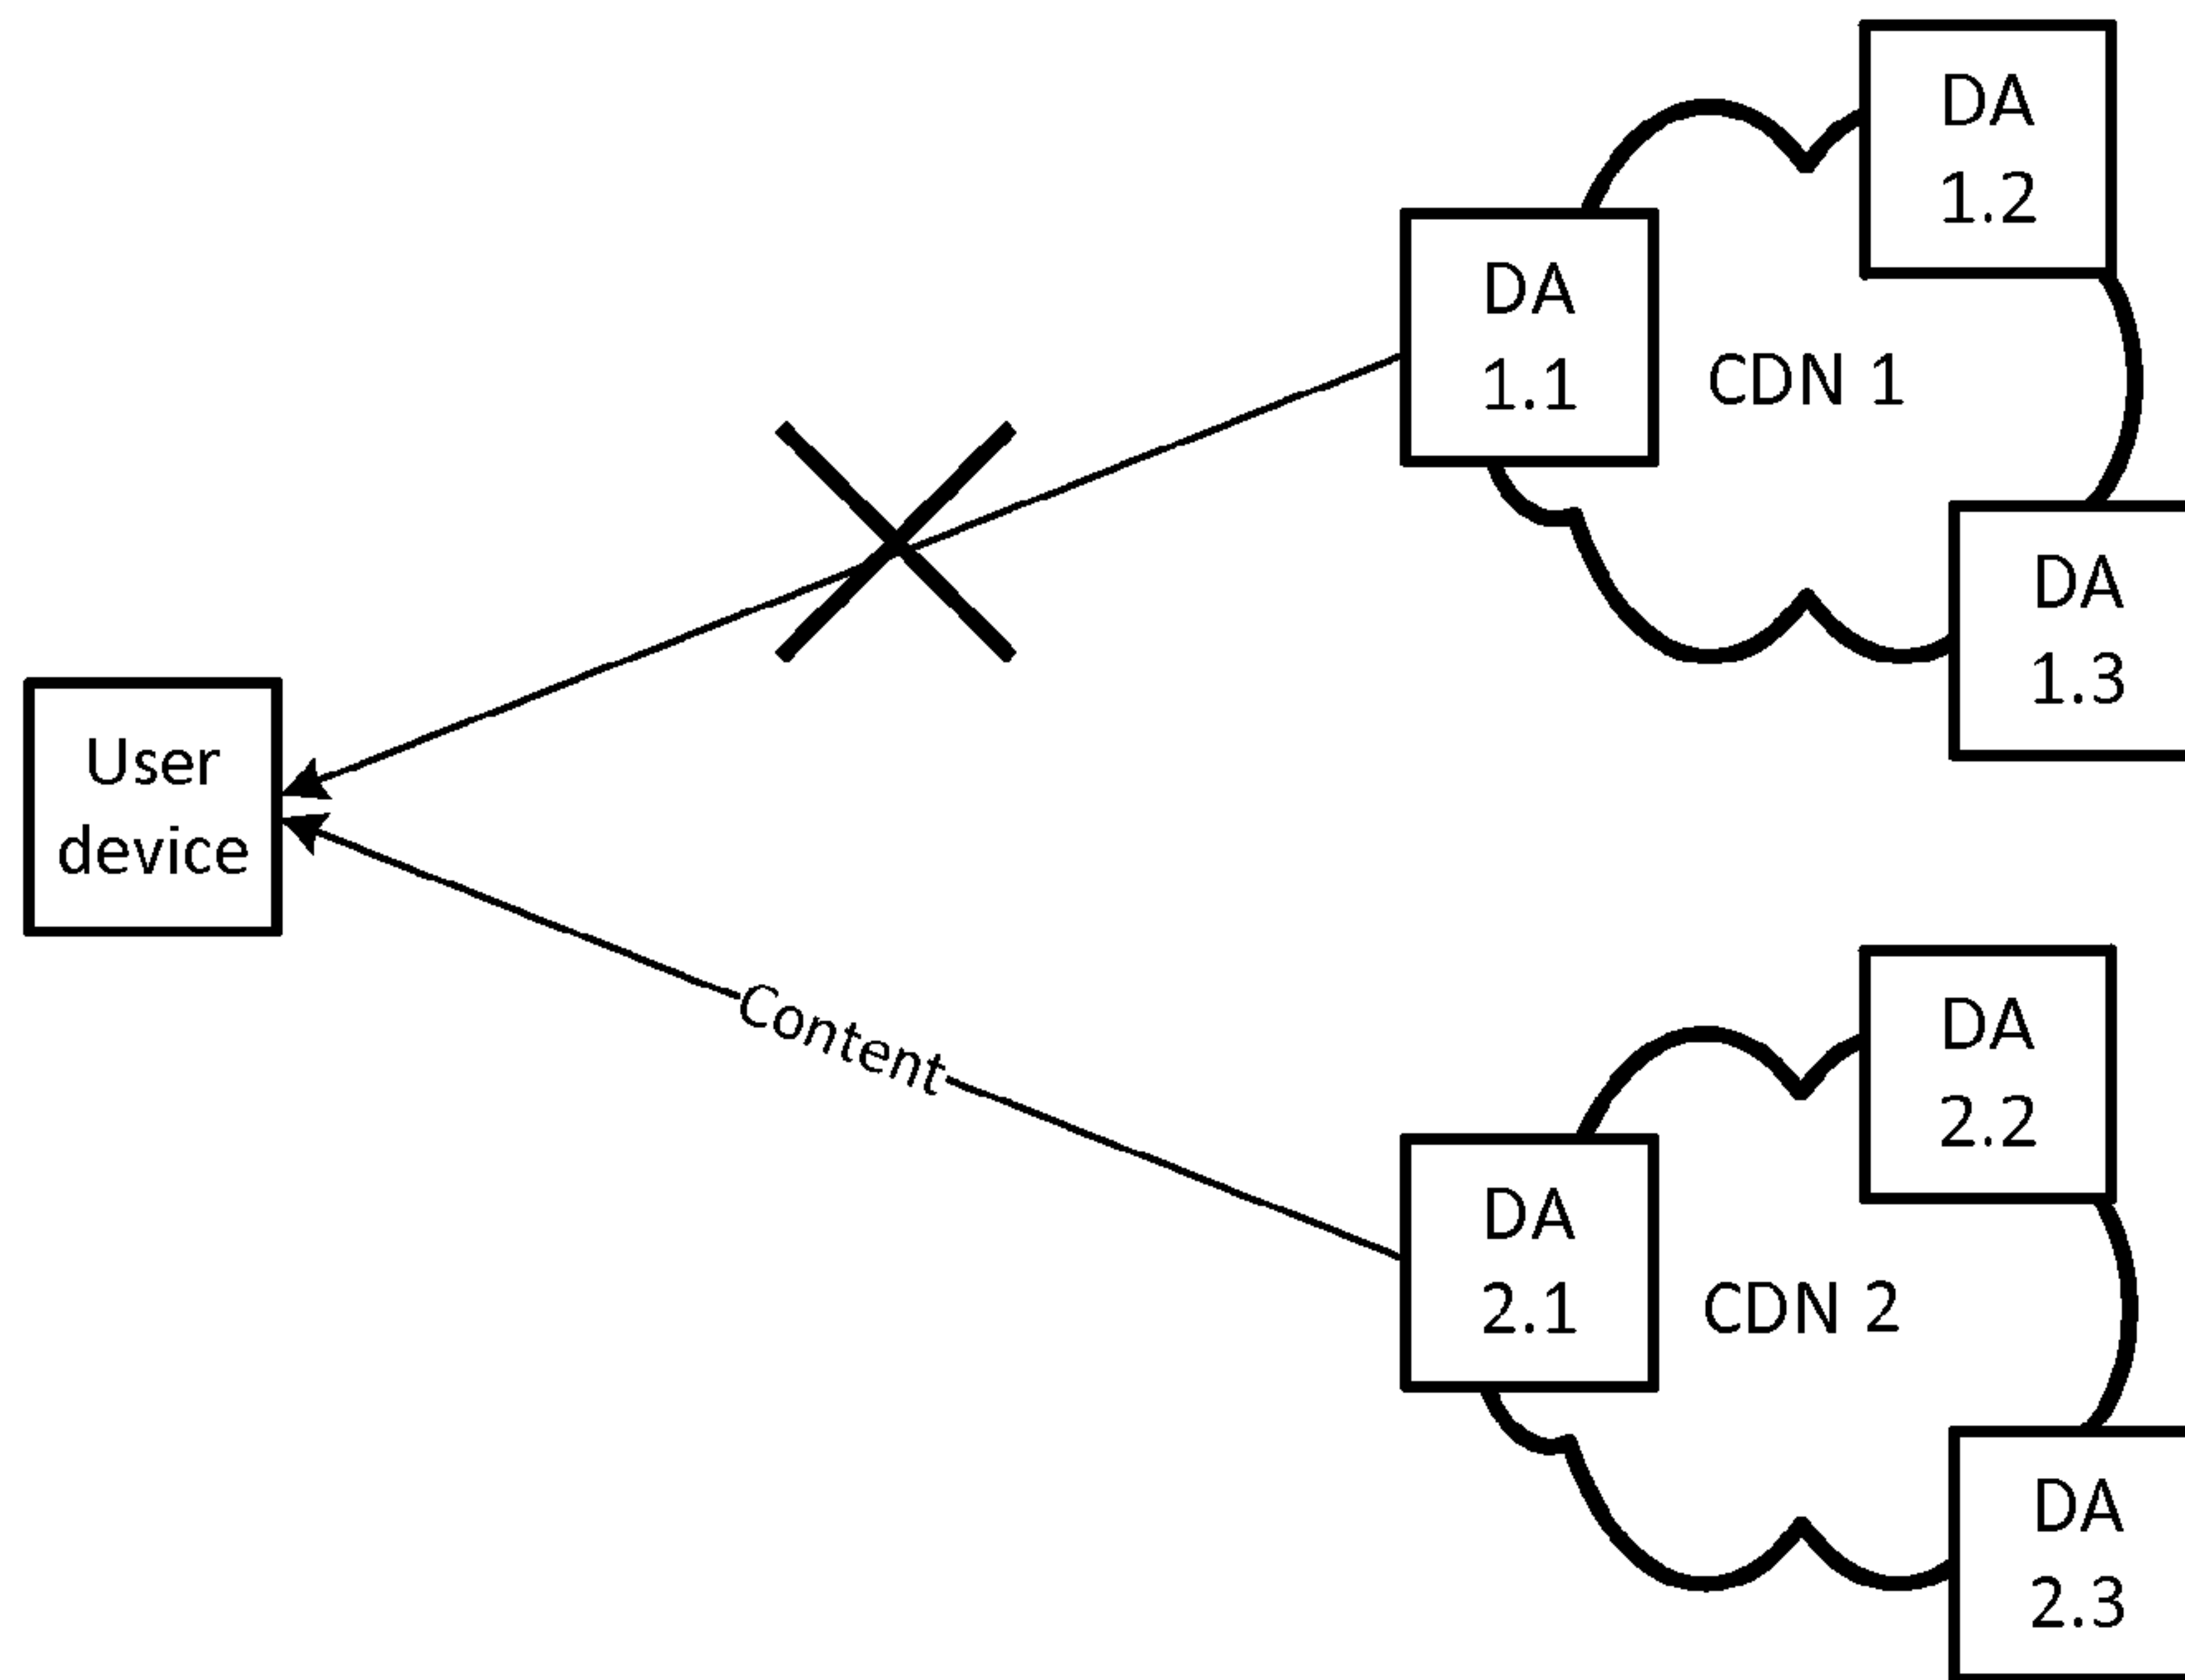 DA
1.2
DA
1.1
CDN 1
DA
1.3
User
device
Content
DA
2.2
DA
2.1
CDN 2
DA
2.3